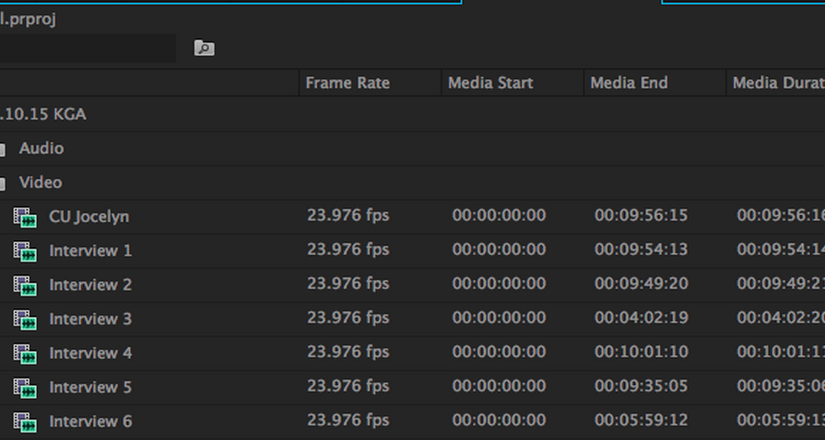 l.prproj
Frame Rate Media Start Media End Media Durat
.10.15 KGA
Audio
Video
CU Jocelyn 23.976 fps 00:00:00:00 00:09:56:15 00:09:56:16
Interview 1 23.976 fps 00:00:00:00 00:09:54:13 00:09:54:14
Interview 2 23.976 fps 00:00:00:00 00:09:49:20 00:09:49:21
Interview 3 23.976 fps 00:00:00:00 00:04:02:19 00:04:02:20
Interview 4 23.976 fps 00:00:00:00 00:10:01:10 00:10:01:11
Interview 5 23.976 fps 00:00:00:00 00:09:35:05 00:09:35:06
Interview 6 23.976 fps 00:00:00:00 00:05:59:12 00:05:59:13